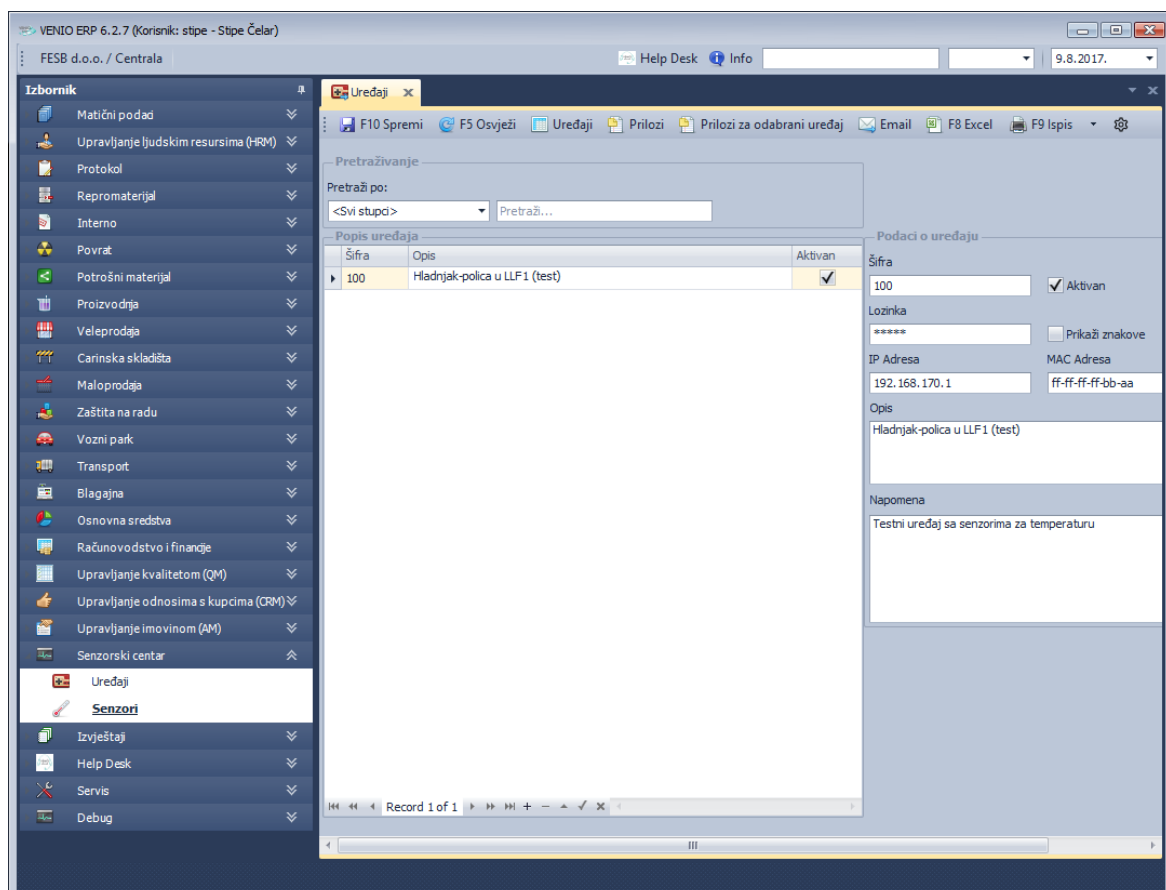 VENIO ERP 6.2.7 (Korisnik: stipe - Stipe Čelar)
FESB d.o.o. / Centrala
Help Desk Info
9.8.2017.
Izbornik
Matični podaci
Upravljanje ljudskim resursima (HRM)
Protokol
Repromaterijal
Interno
Povrat
Potrošni materijal
Proizvodnja
Veleprodaja
Carinska skladišta
Maloprodaja
Zaštita na radu
Vozni park
Transport
Blagajna
Osnovna sredstva
Računovodstvo i financije
Upravljanje kvalitetom (QM)
Upravljanje odnosima s kupcima (CRM)
Upravljanje imovinom (AM)
Senzorski centar
Uređaji
Senzori
Izvještaji
Help Desk
Servis
Debug
Uređaji
F10 Spremi F5 Osvježi Uređaji Prilozi Prilozi za odabrani uređaj Email F8 Excel F9 Ispis
Pretraživanje
Pretraži po:
<Svi stupci> Pretraži...
Popis uređaja
Šifra Opis Aktivan
100 Hladnjak-polica u LLF1 (test)
Record 1 of 1
Podaci o uređaju
Šifra
100 Aktivan
Lozinka
***** Prikaži znakove
IP Adresa MAC Adresa
192.168.170.1 ff-ff-ff-ff-bb-aa
Opis
Hladnjak-polica u LLF1 (test)
Napomena
Testni uređaj sa senzorima za temperaturu